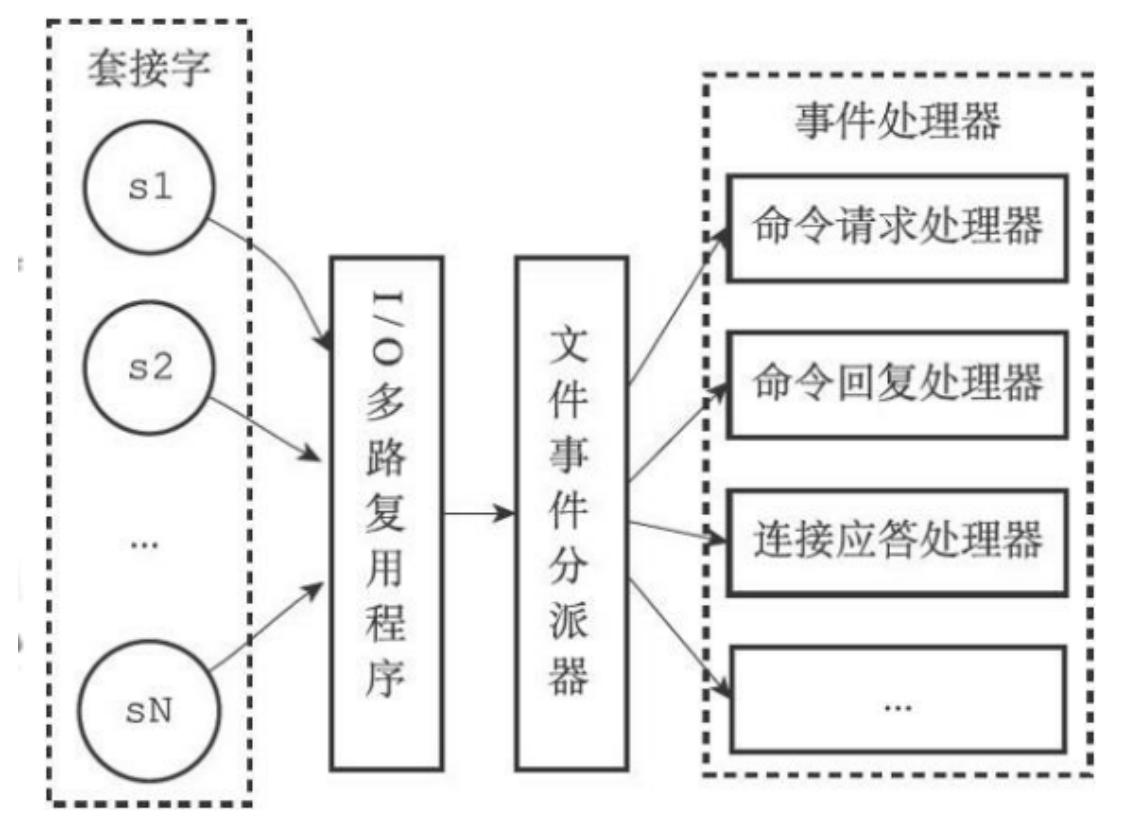 套接字
s1
s2
...
sN
I/O多路复用程序
文件事件分派器
事件处理器
命令请求处理器
命令回复处理器
连接应答处理器
...